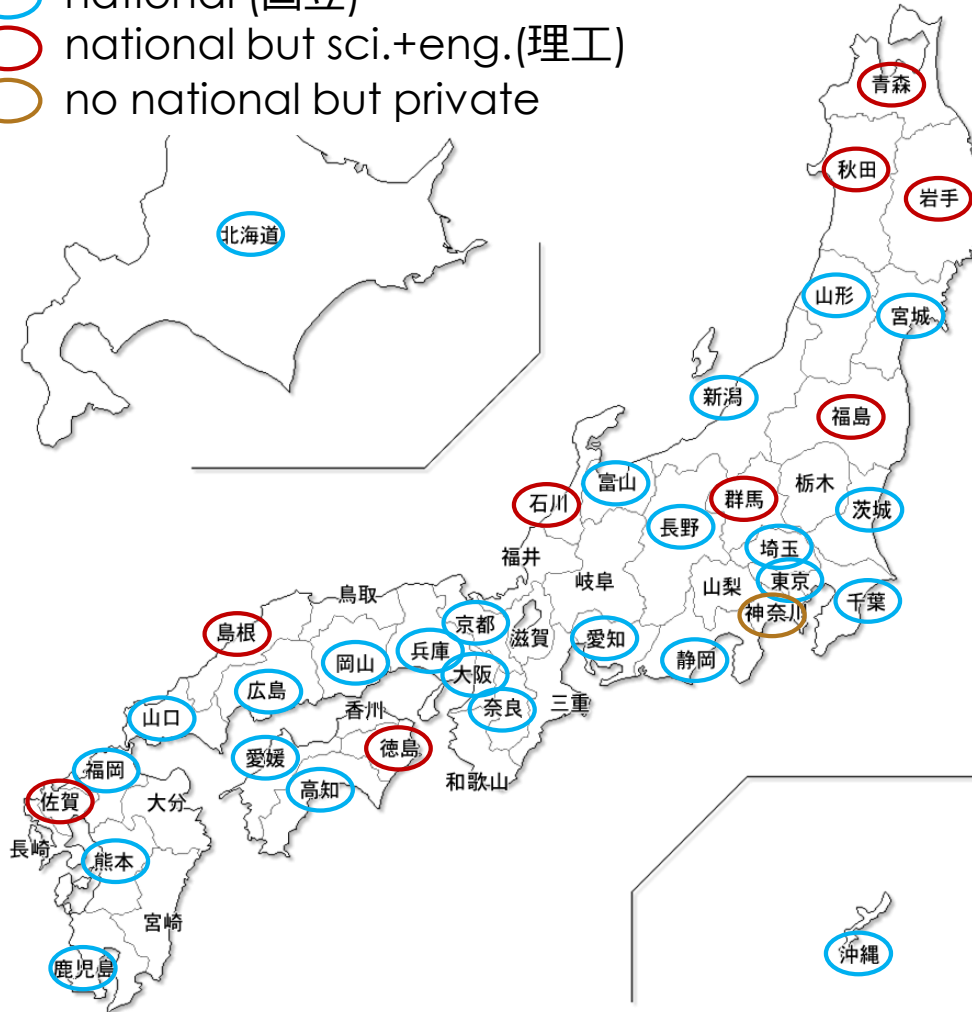 national (国立)
national but sci.+eng.(理工)
no national but private
青森
秋田
岩手
北海道
山形
宮城
新潟
福島
富山
栃木
石川
群馬
茨城
長野
埼玉
福井
岐阜
山梨
東京
鳥取
千葉
神奈川
島根
京都
滋賀
愛知
兵庫
岡山
静岡
大阪
広島
奈良
三重
香川
山口
徳島
愛媛
福岡
和歌山
高知
佐賀
大分
長崎
熊本
宮崎
沖縄
鹿児島